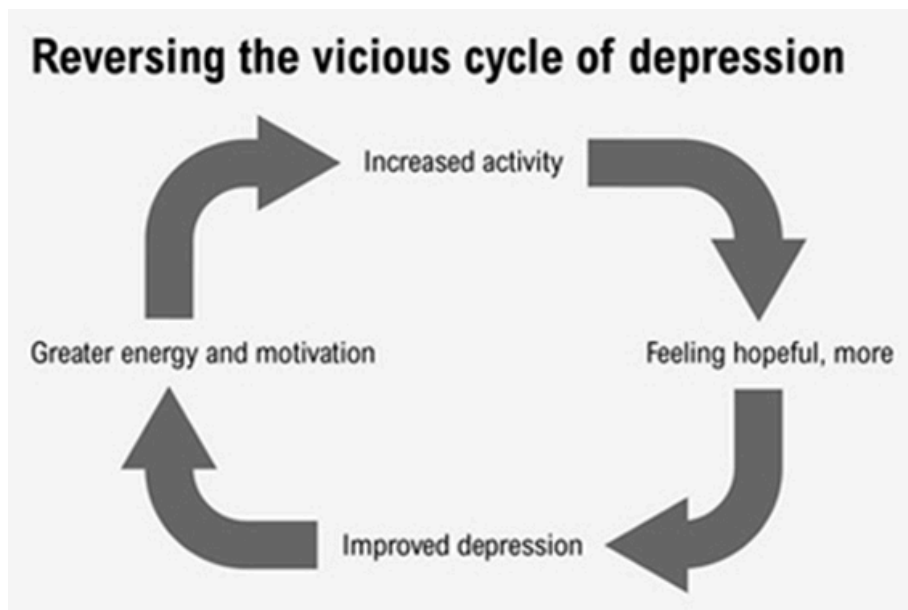 Reversing the vicious cycle of depression
Increased activity
Greater energy and motivation
Feeling hopeful, more
Improved depression